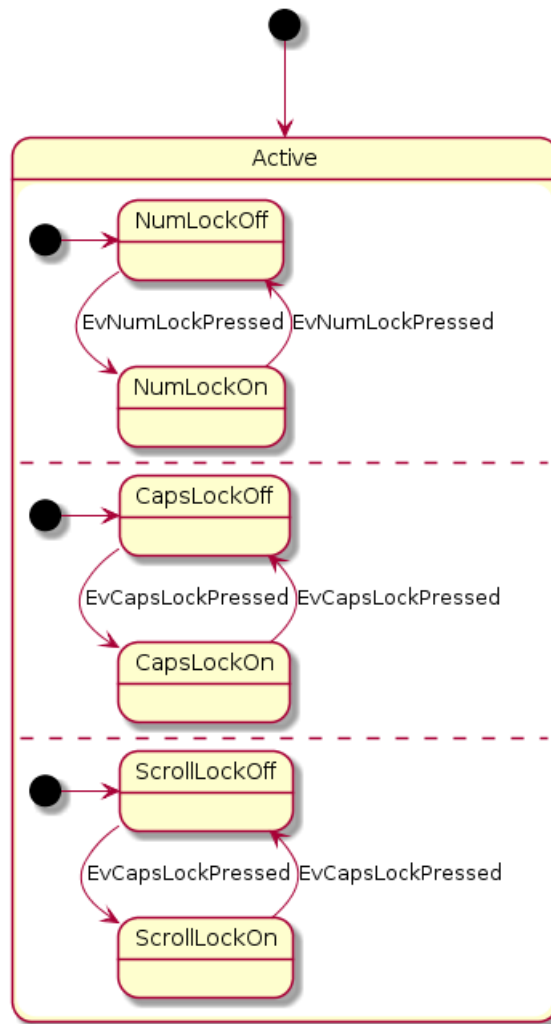 Active
NumLockOff
EvNumLockPressed EvNumLockPressed
NumLockOn
CapsLockOff
EvCapsLockPressed EvCapsLockPressed
CapsLockOn
ScrollLockOff
EvCapsLockPressed EvCapsLockPressed
ScrollLockOn